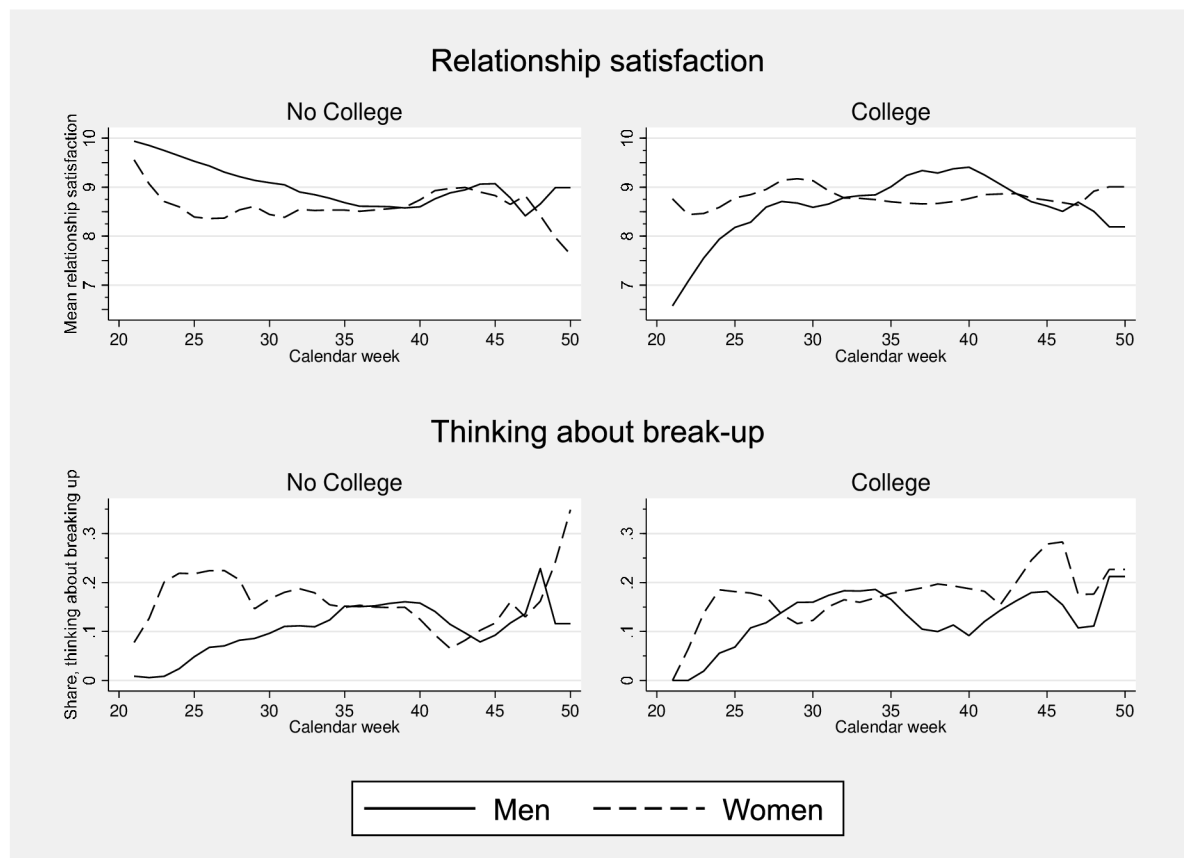 Relationship satisfaction
No College
College
Mean relationship satisfaction
10
9
8
7
20 25 30 35 40 45 50
Calendar week
10
9
8
7
20 25 30 35 40 45 50
Calendar week
Thinking about break-up
No College
College
Share, thinking about breaking up
.3
.2
.1
0
20 25 30 35 40 45 50
Calendar week
.3
.2
.1
0
20 25 30 35 40 45 50
Calendar week
Men Women